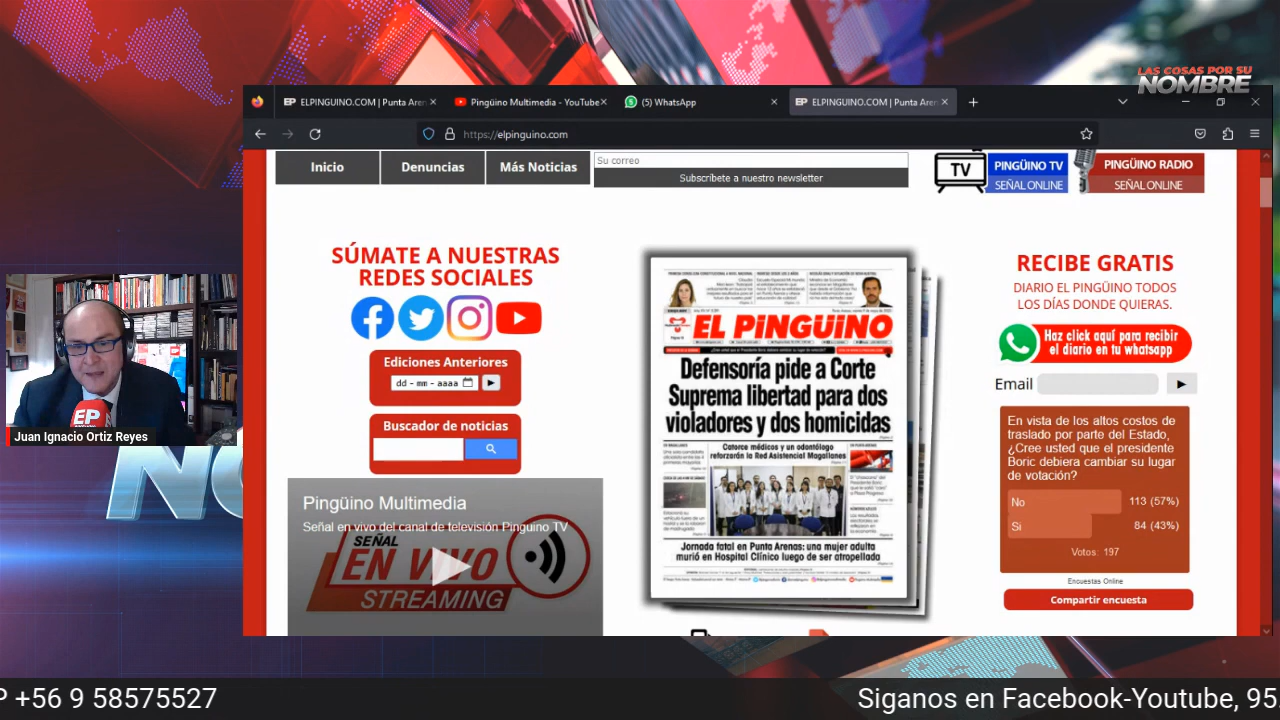 LAS COSAS POR SU
NOMBRE
EP ELPINGUINO.COM | Punta Aren
Pingüino Multimedia - YouTube
(5) WhatsApp
EP ELPINGUINO.COM | Punta Aren
https://elpinguino.com
Inicio
Denuncias
Más Noticias
Su correo
Subscríbete a nuestro newsletter
TV
PINGÜINO TV
SEÑAL ONLINE
PINGÜINO RADIO
SEÑAL ONLINE
SÚMATE A NUESTRAS
REDES SOCIALES
Ediciones Anteriores
dd - mm - aaaa
Buscador de noticias
Pingüino Multimedia
Señal en vivo del canal de televisión Pinguino TV
SEÑAL
EN VIVO
STREAMING
EL PINGUINO
Defensoría pide a Corte
Suprema libertad para dos
violadores y dos homicidas
Catorce médicos y un odontólogo
reforzarán la Red Asistencial Magallanes
Jornada fatal en Punta Arenas: una mujer adulta
murió en Hospital Clínico luego de ser atropellada
RECIBE GRATIS
DIARIO EL PINGÜINO TODOS
LOS DÍAS DONDE QUIERAS.
Haz click aquí para recibir
el diario en tu whatsapp
Email
En vista de los altos costos de
traslado por parte del Estado,
¿Cree usted que el presidente
Boric debiera cambiar su lugar
de votación?
No 113 (57%)
Si 84 (43%)
Votos: 197
Encuestas Online
Compartir encuesta
EP
Juan Ignacio Ortiz Reyes
NO
P +56 9 58575527
Siganos en Facebook-Youtube, 95